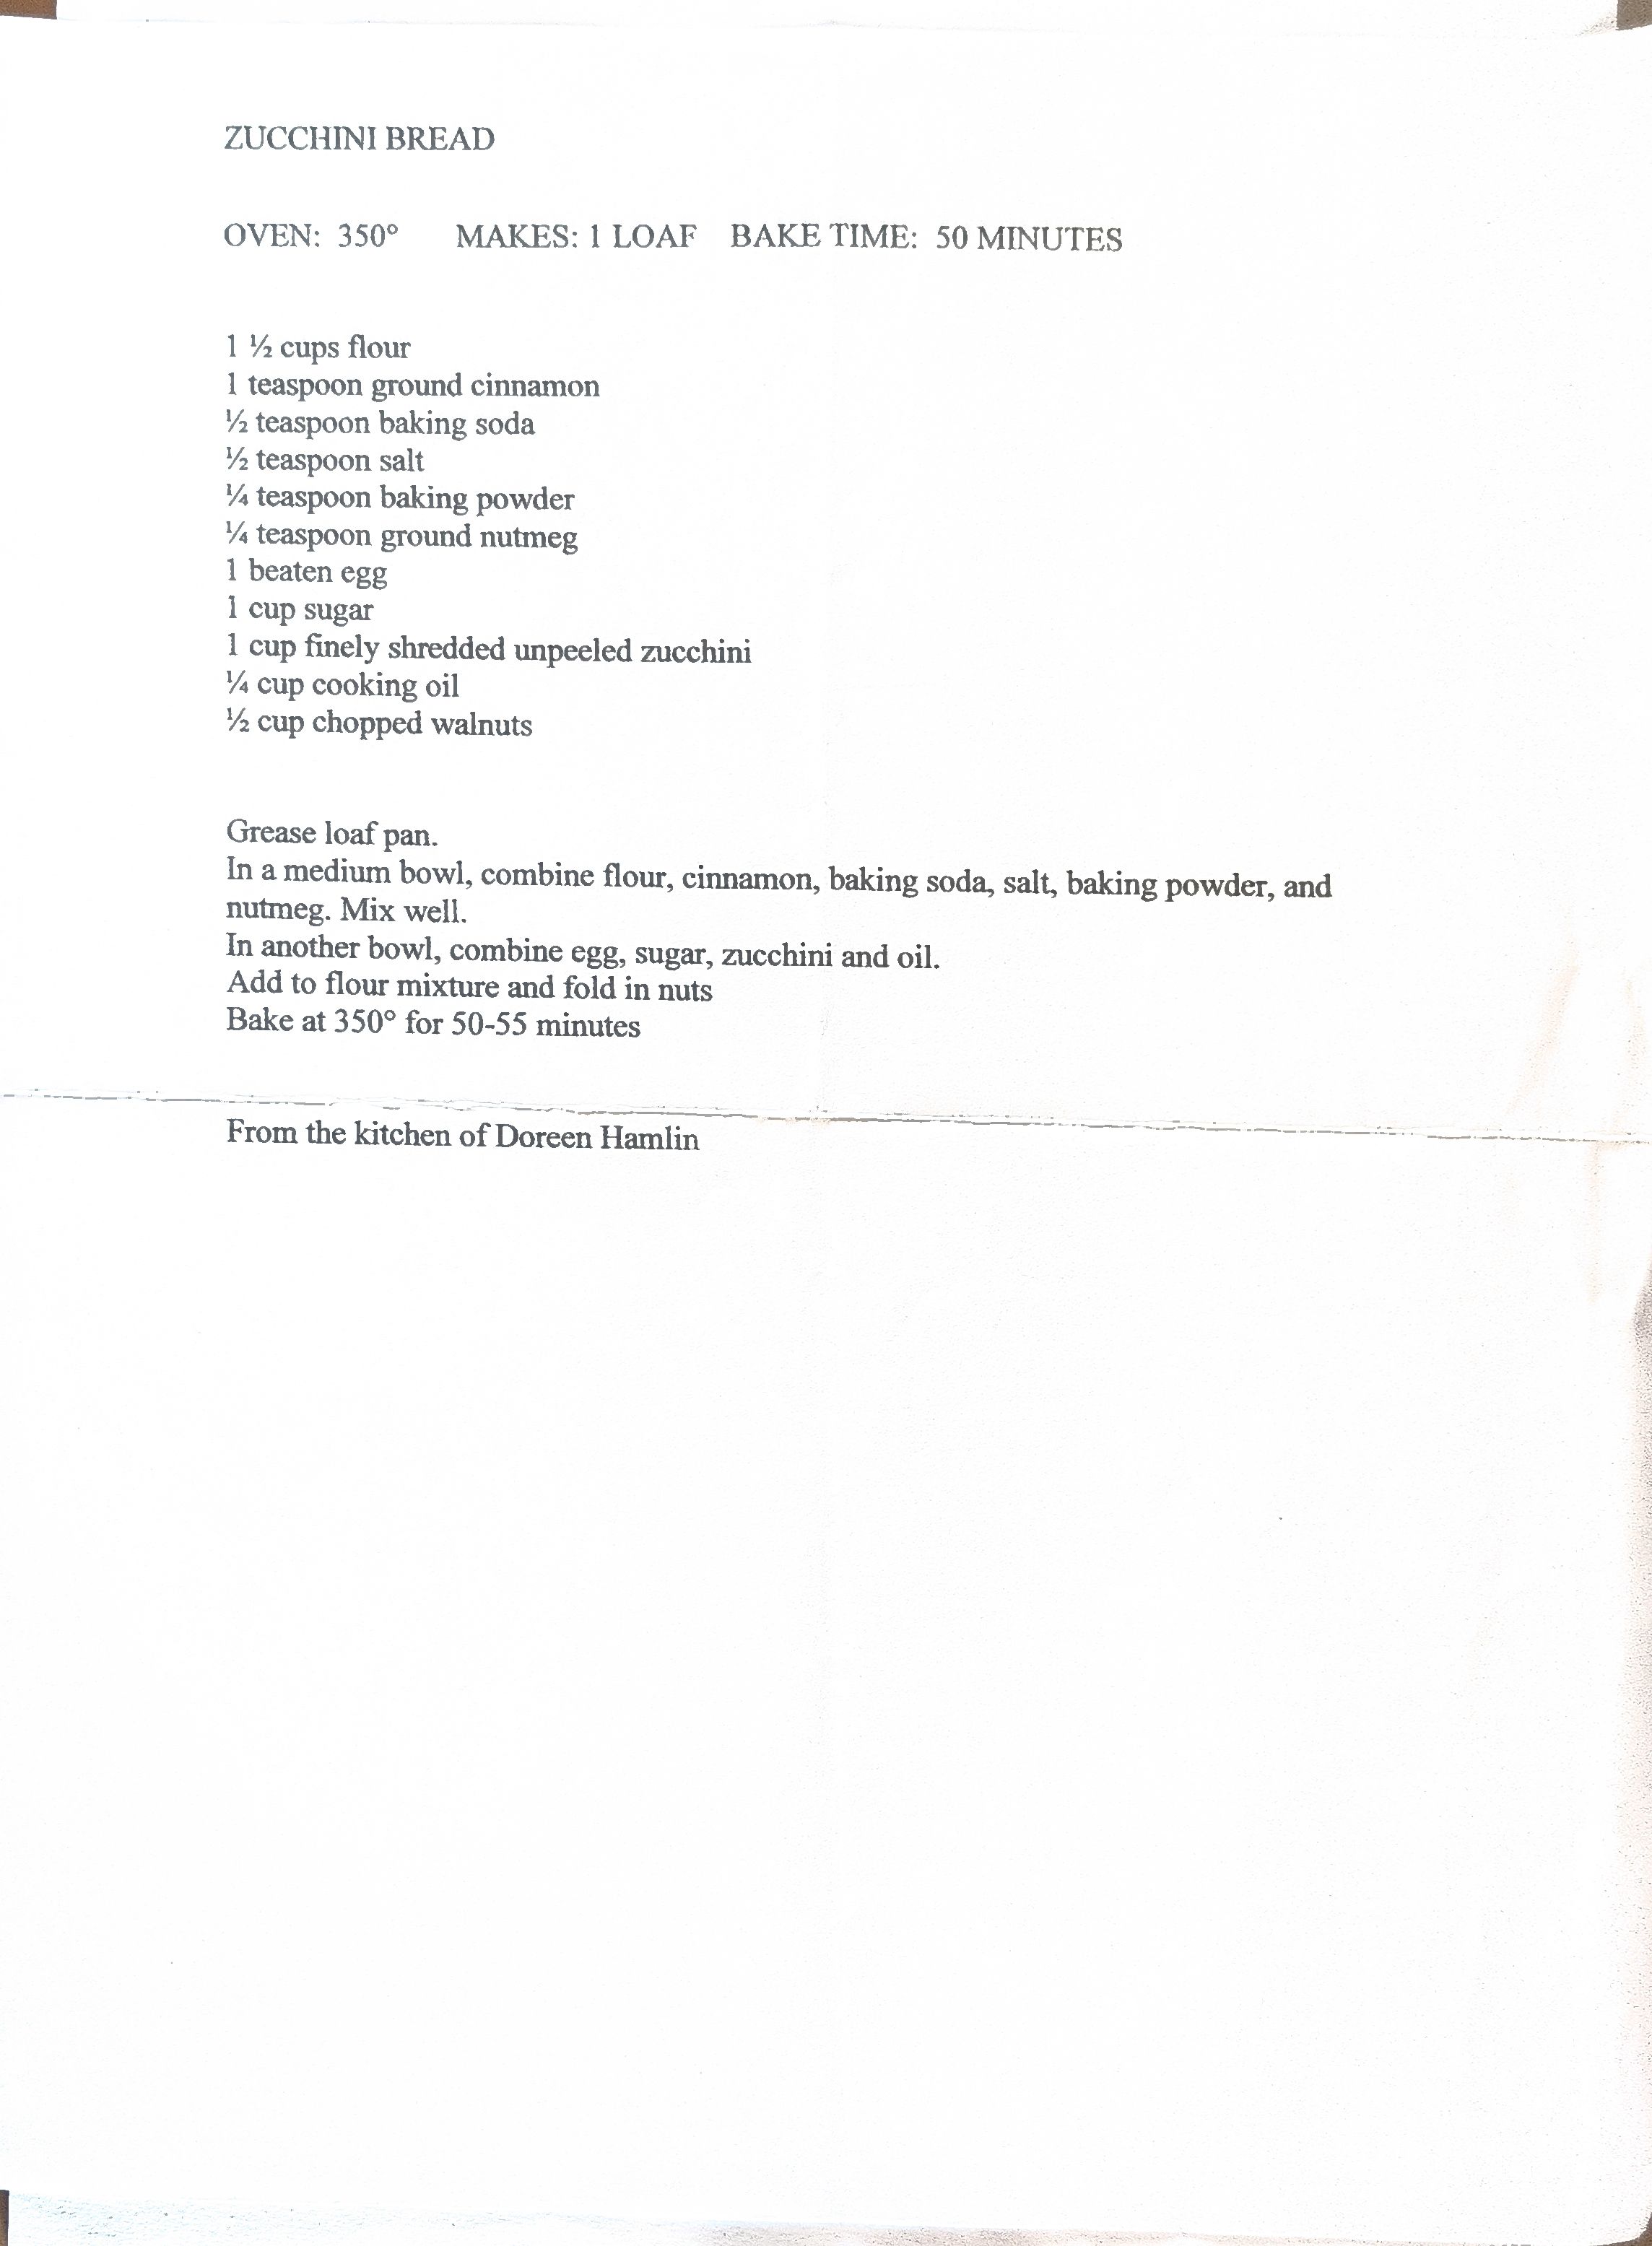 ZUCCHINI BREAD
OVEN: 350° MAKES: 1 LOAF BAKE TIME: 50 MINUTES
1 ½ cups flour
1 teaspoon ground cinnamon
½ teaspoon baking soda
½ teaspoon salt
¼ teaspoon baking powder
¼ teaspoon ground nutmeg
1 beaten egg
1 cup sugar
1 cup finely shredded unpeeled zucchini
¼ cup cooking oil
½ cup chopped walnuts
Grease loaf pan.
In a medium bowl, combine flour, cinnamon, baking soda, salt, baking powder, and
nutmeg. Mix well.
In another bowl, combine egg, sugar, zucchini and oil.
Add to flour mixture and fold in nuts
Bake at 350° for 50-55 minutes
From the kitchen of Doreen Hamlin